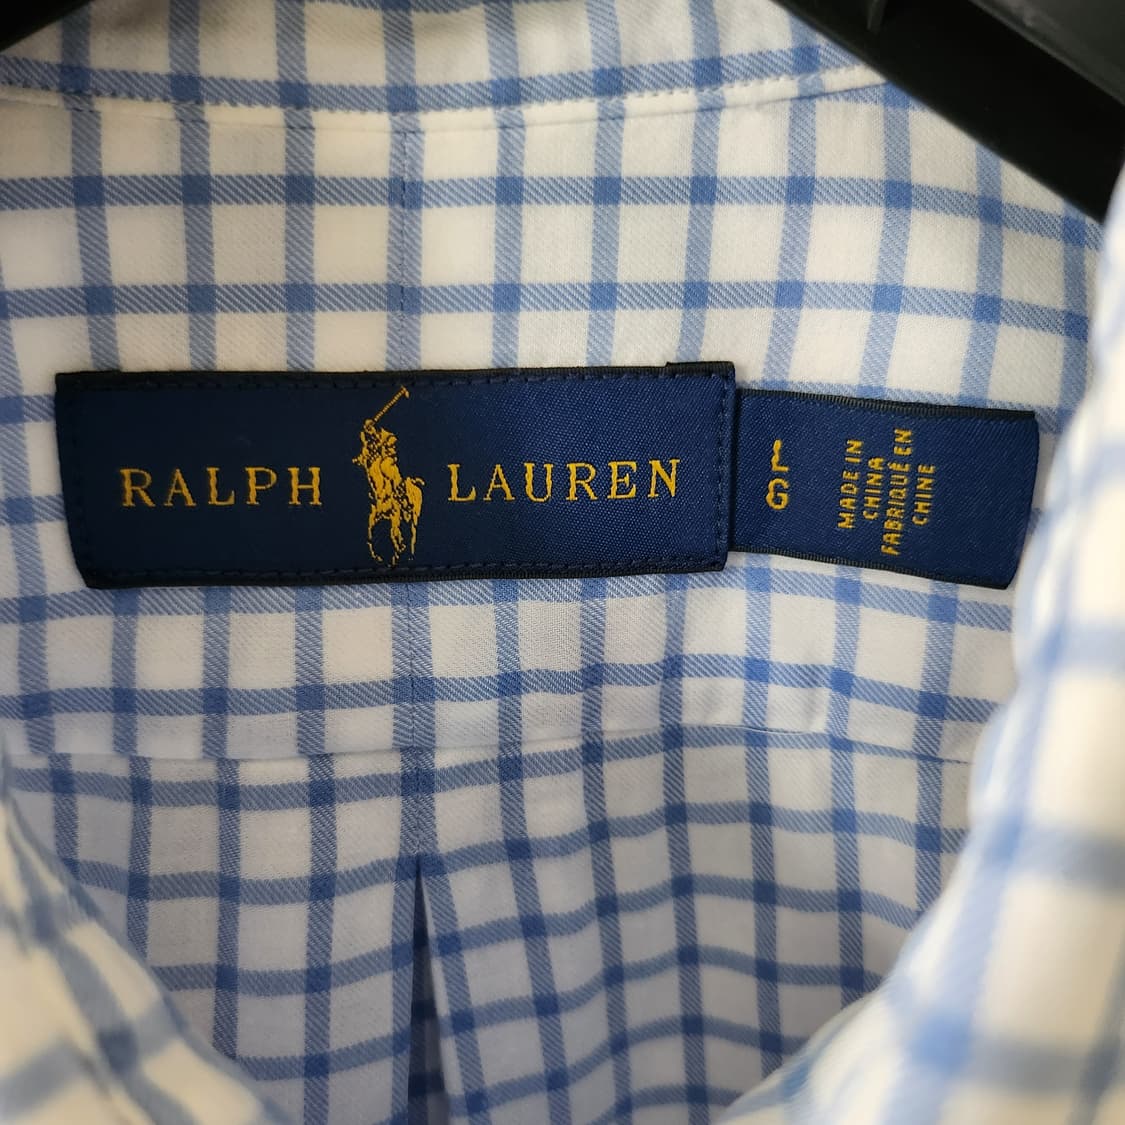 RALPH LAUREN
L
G
MADE IN
CHINA
FABRIQUÉ EN
CHINE